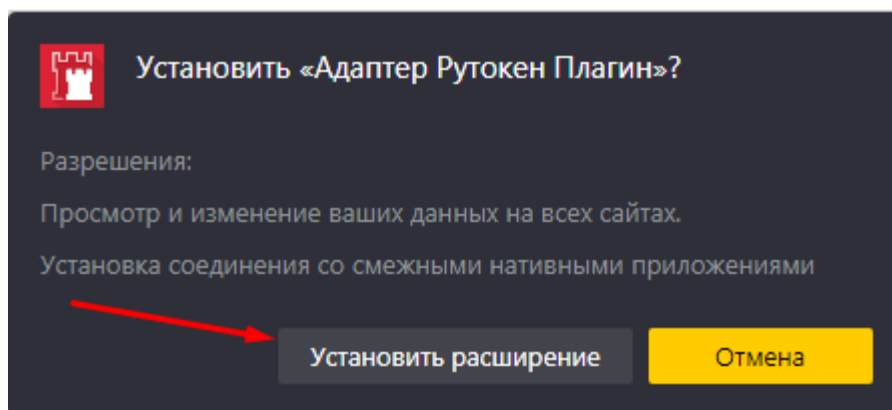 Установить «Адаптер Рутокен Плагин»?
Разрешения:
Просмотр и изменение ваших данных на всех сайтах.
Установка соединения со смежными нативными приложениями
Установить расширение
Отмена